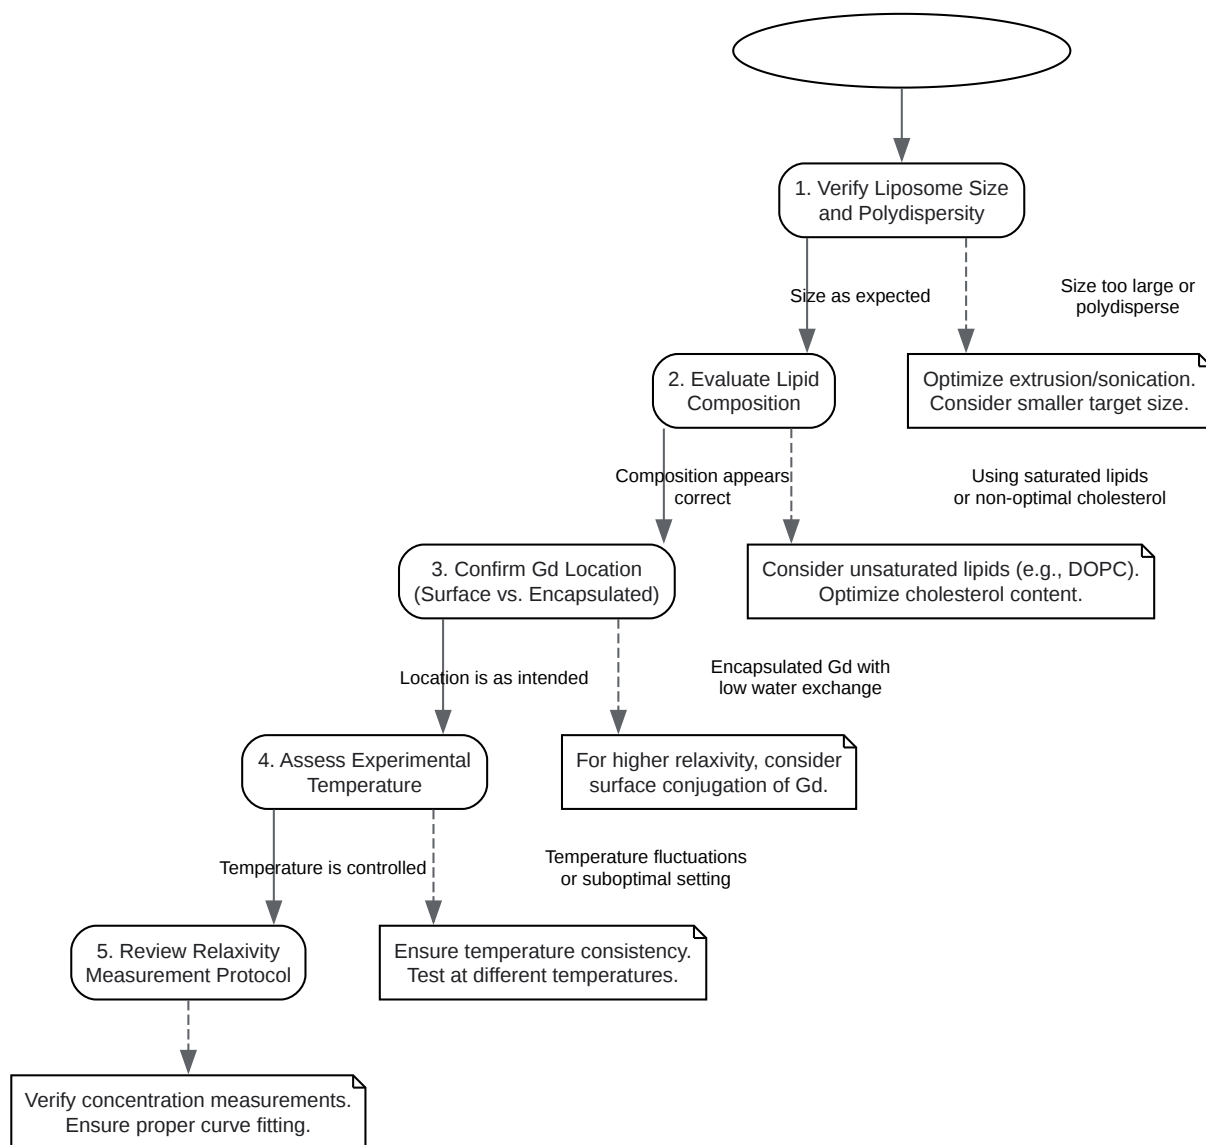 1. Verify Liposome Size
and Polydispersity
Size as expected
Size too large or
polydisperse
2. Evaluate Lipid
Composition
Optimize extrusion/sonication.
Consider smaller target size.
Composition appears
correct
Using saturated lipids
or non-optimal cholesterol
3. Confirm Gd Location
(Surface vs. Encapsulated)
Consider unsaturated lipids (e.g., DOPC).
Optimize cholesterol content.
Location is as intended
Encapsulated Gd with
low water exchange
4. Assess Experimental
Temperature
For higher relaxivity, consider
surface conjugation of Gd.
Temperature is controlled
Temperature fluctuations
or suboptimal setting
5. Review Relaxivity
Measurement Protocol
Ensure temperature consistency.
Test at different temperatures.
Verify concentration measurements.
Ensure proper curve fitting.